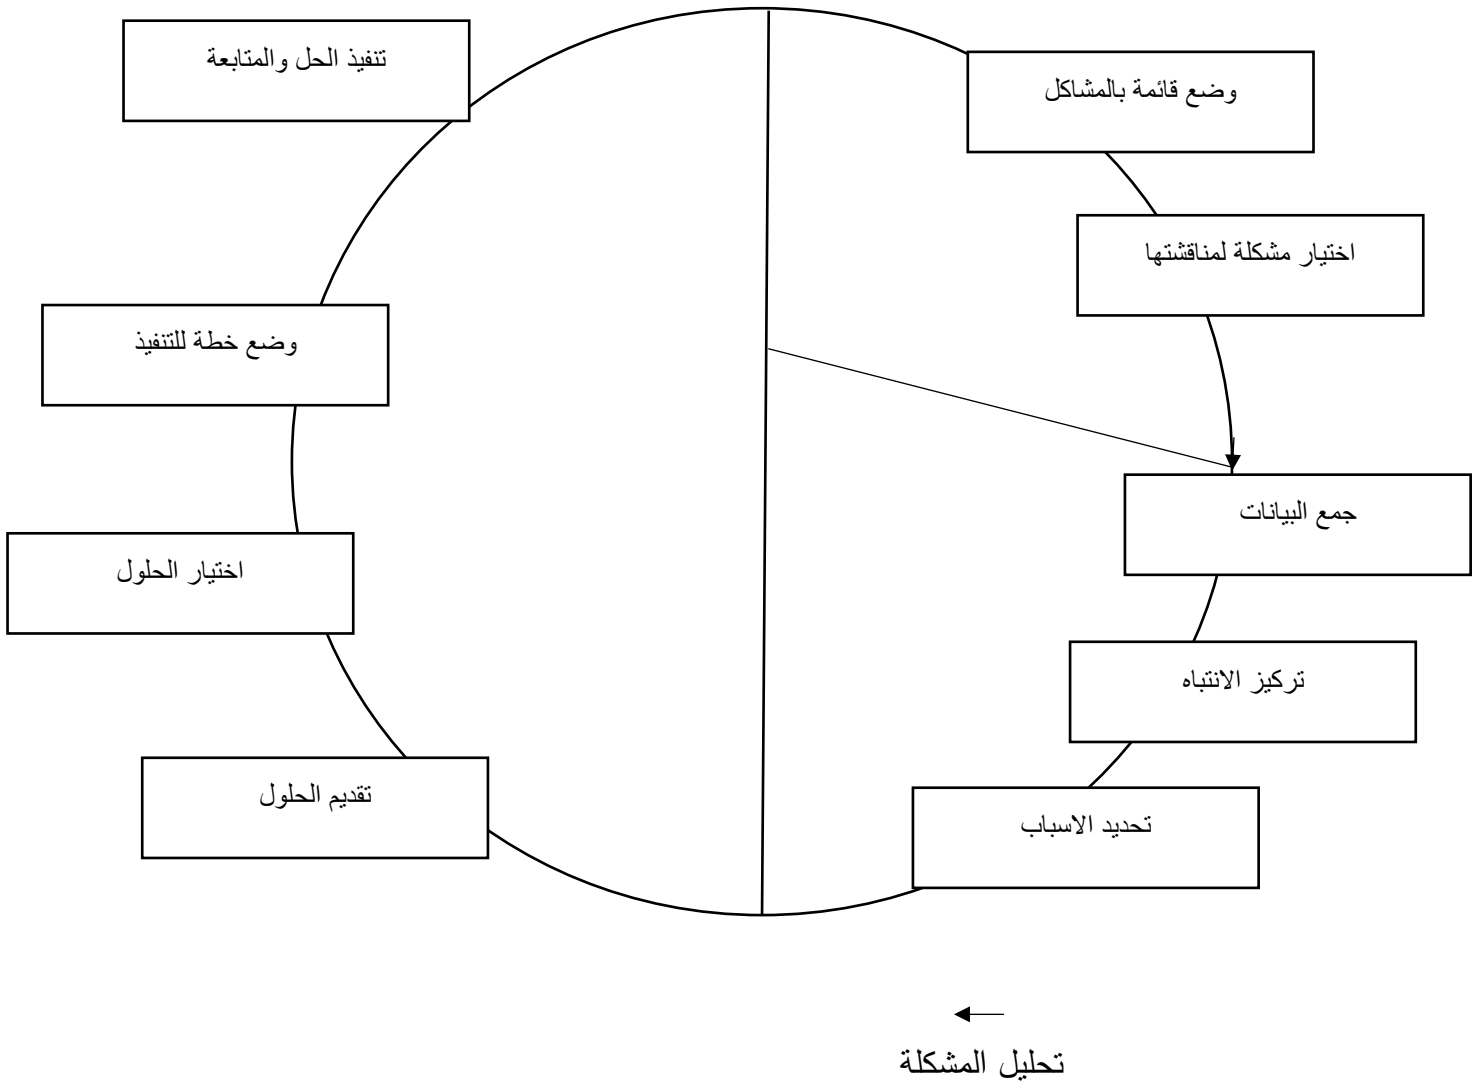 وضع قائمة بالمشاكل
اختيار مشكلة لمناقشتها
جمع البيانات
تركيز الانتباه
تحديد الاسباب
تقديم الحلول
اختيار الحلول
وضع خطة للتنفيذ
تنفيذ الحل والمتابعة
تحليل المشكلة